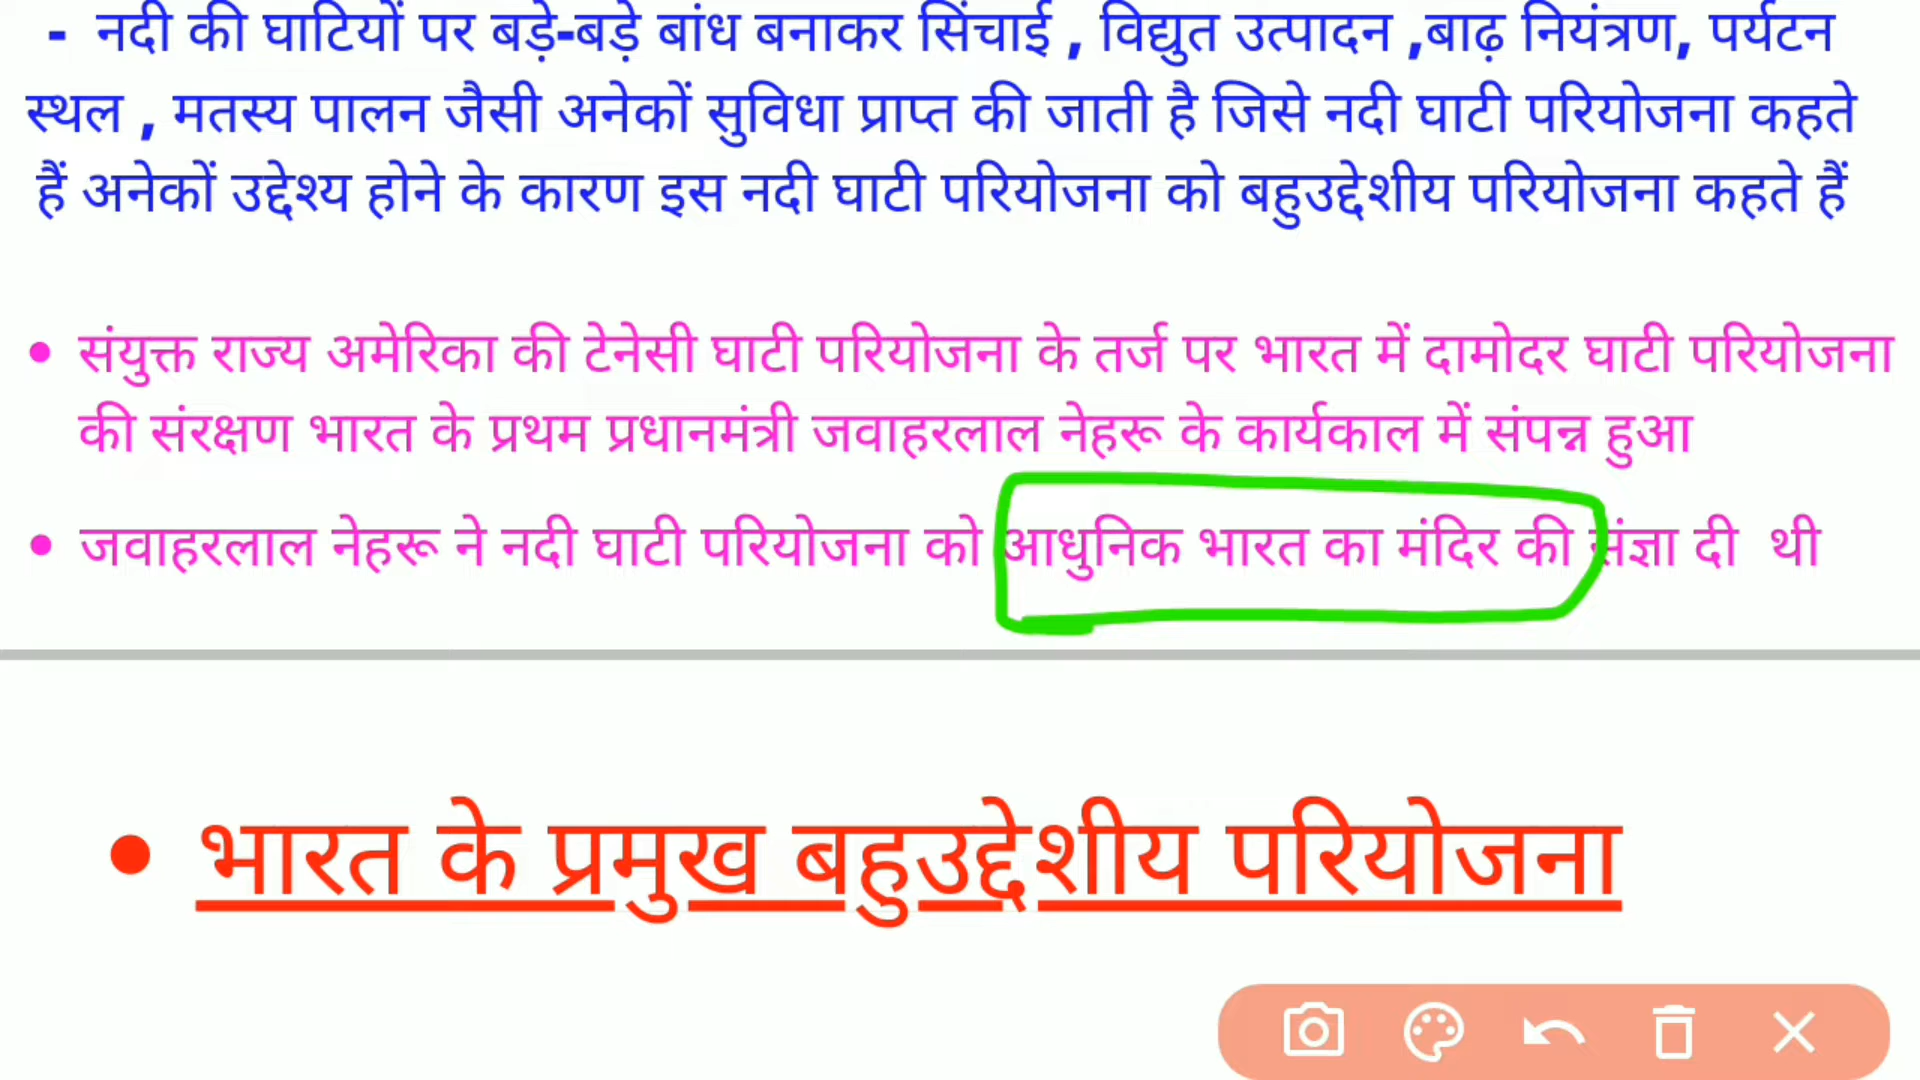 - नदी की घाटियों पर बड़े-बड़े बांध बनाकर सिंचाई , विद्युत उत्पादन ,बाढ़ नियंत्रण, पर्यटन
स्थल , मतस्य पालन जैसी अनेकों सुविधा प्राप्त की जाती है जिसे नदी घाटी परियोजना कहते
हैं अनेकों उद्देश्य होने के कारण इस नदी घाटी परियोजना को बहुउद्देशीय परियोजना कहते हैं
• संयुक्त राज्य अमेरिका की टेनेसी घाटी परियोजना के तर्ज पर भारत में दामोदर घाटी परियोजना
की संरक्षण भारत के प्रथम प्रधानमंत्री जवाहरलाल नेहरू के कार्यकाल में संपन्न हुआ
• जवाहरलाल नेहरू ने नदी घाटी परियोजना को आधुनिक भारत का मंदिर की संज्ञा दी थी
• भारत के प्रमुख बहुउद्देशीय परियोजना